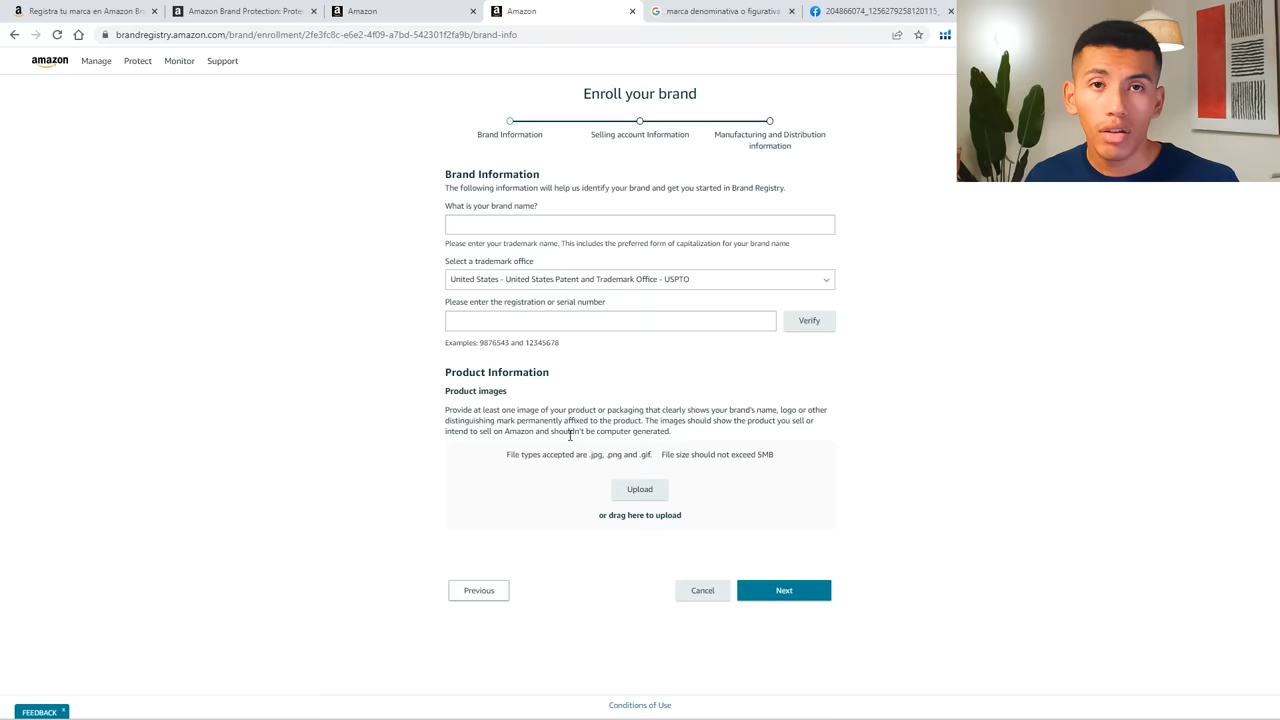 Registra tu marca en Amazon Br
Amazon Brand Protection: Prote
Amazon
Amazon
marca denominativa o figurativa
204866074_1256279258120115_
brandregistry.amazon.com/brand/enrollment/2fe3fc8c-e6e2-4f09-a7bd-542301f2fa9b/brand-info
amazon
Manage
Protect
Monitor
Support
Enroll your brand
Brand Information
Selling account Information
Manufacturing and Distribution
information
Brand Information
The following information will help us identify your brand and get you started in Brand Registry.
What is your brand name?
Please enter your trademark name. This includes the preferred form of capitalization for your brand name
Select a trademark office
United States - United States Patent and Trademark Office - USPTO
Please enter the registration or serial number
Verify
Examples: 9876543 and 12345678
Product Information
Product images
Provide at least one image of your product or packaging that clearly shows your brand's name, logo or other
distinguishing mark permanently affixed to the product. The images should show the product you sell or
intend to sell on Amazon and shouldn't be computer generated.
File types accepted are .jpg, .png and .gif. File size should not exceed 5MB
Upload
or drag here to upload
Previous
Cancel
Next
Conditions of Use
FEEDBACK x